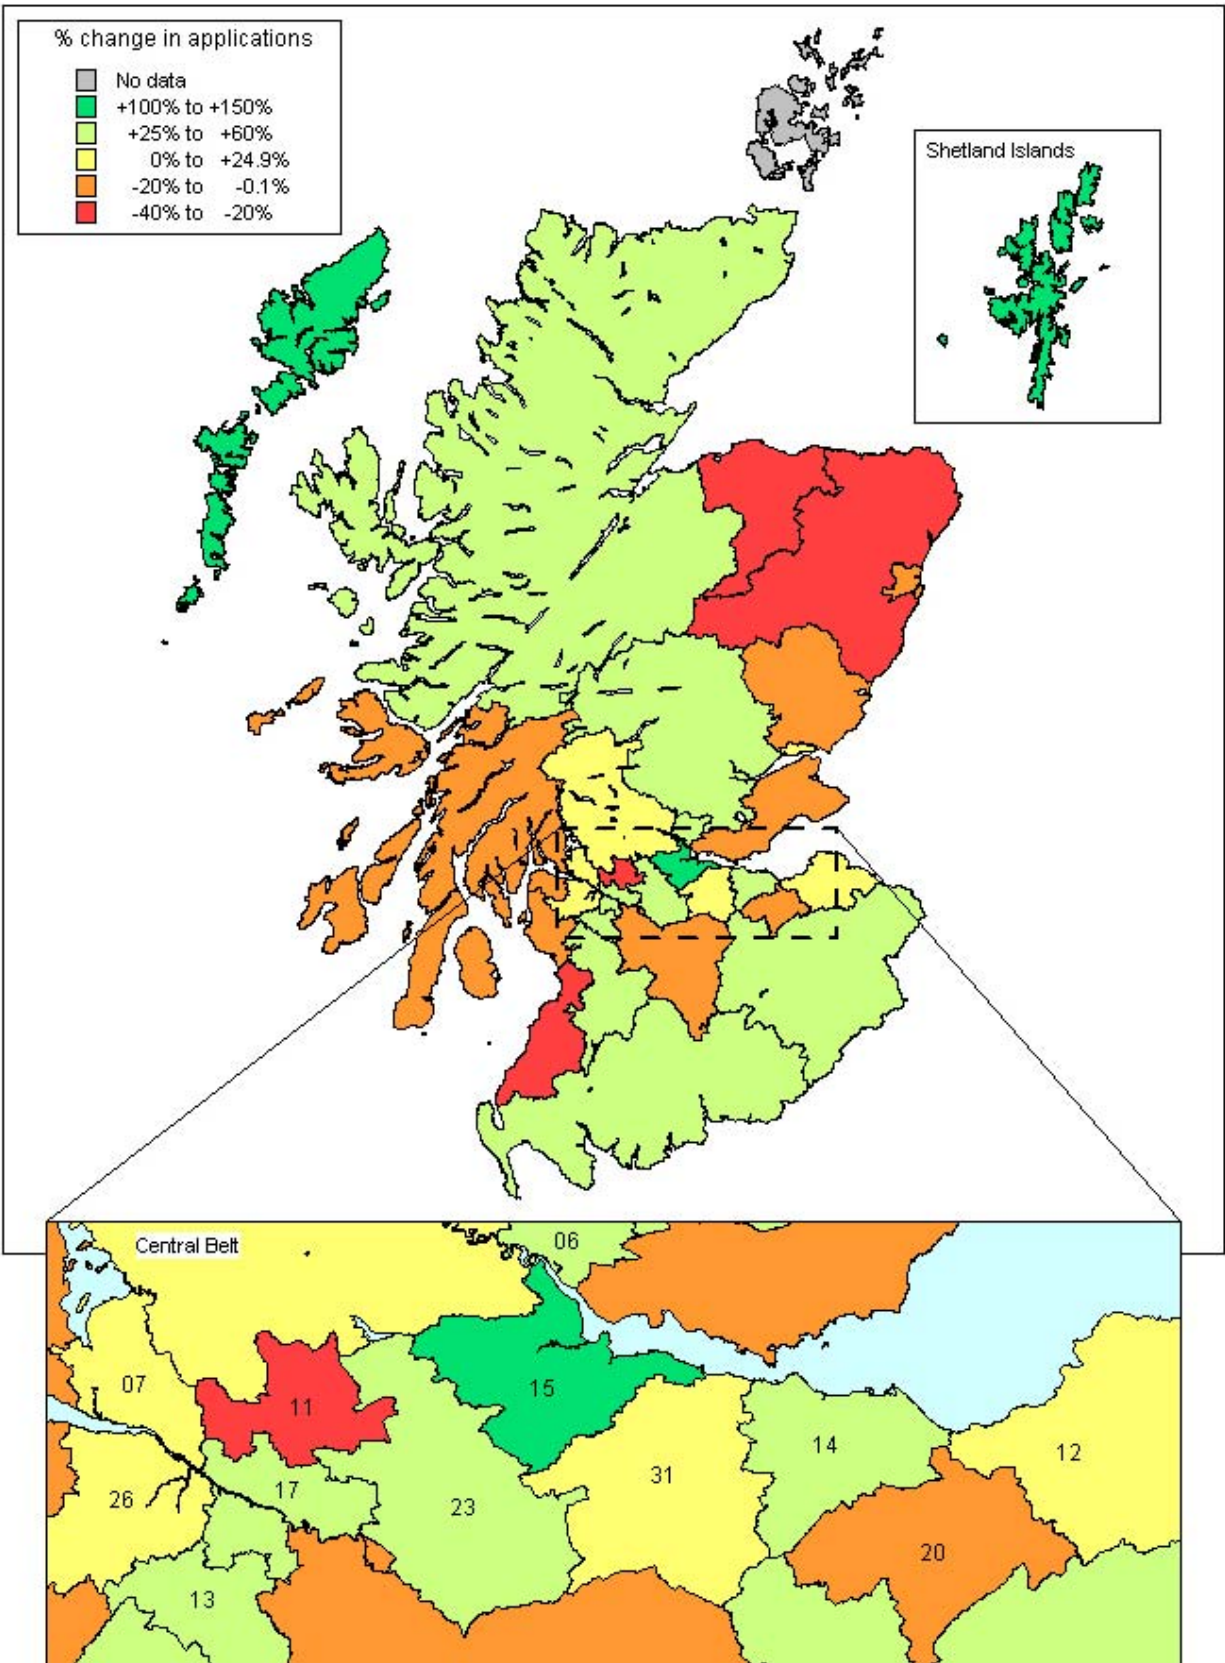 % change in applications
No data
+100% to +150%
+25% to +60%
0% to +24.9%
-20% to -0.1%
-40% to -20%
Shetland Islands
Central Belt
06
07
15
11
14
12
31
17
26
23
20
13